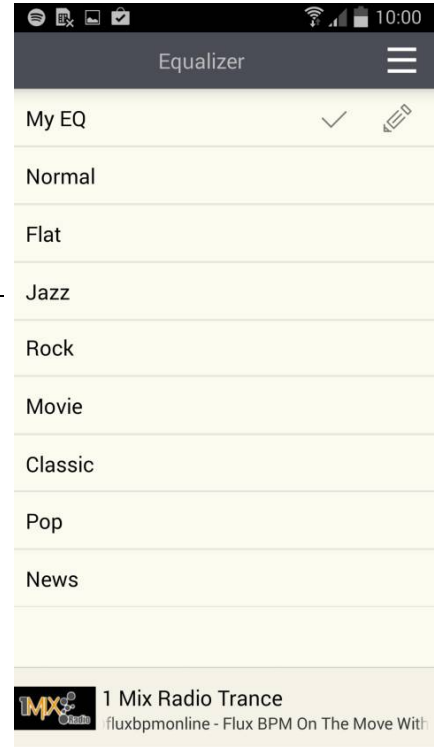 10:00
Equalizer
My EQ
Normal
Flat
Jazz
Rock
Movie
Classic
Pop
News
1MX Radio
1 Mix Radio Trance
fluxbpmonline - Flux BPM On The Move With